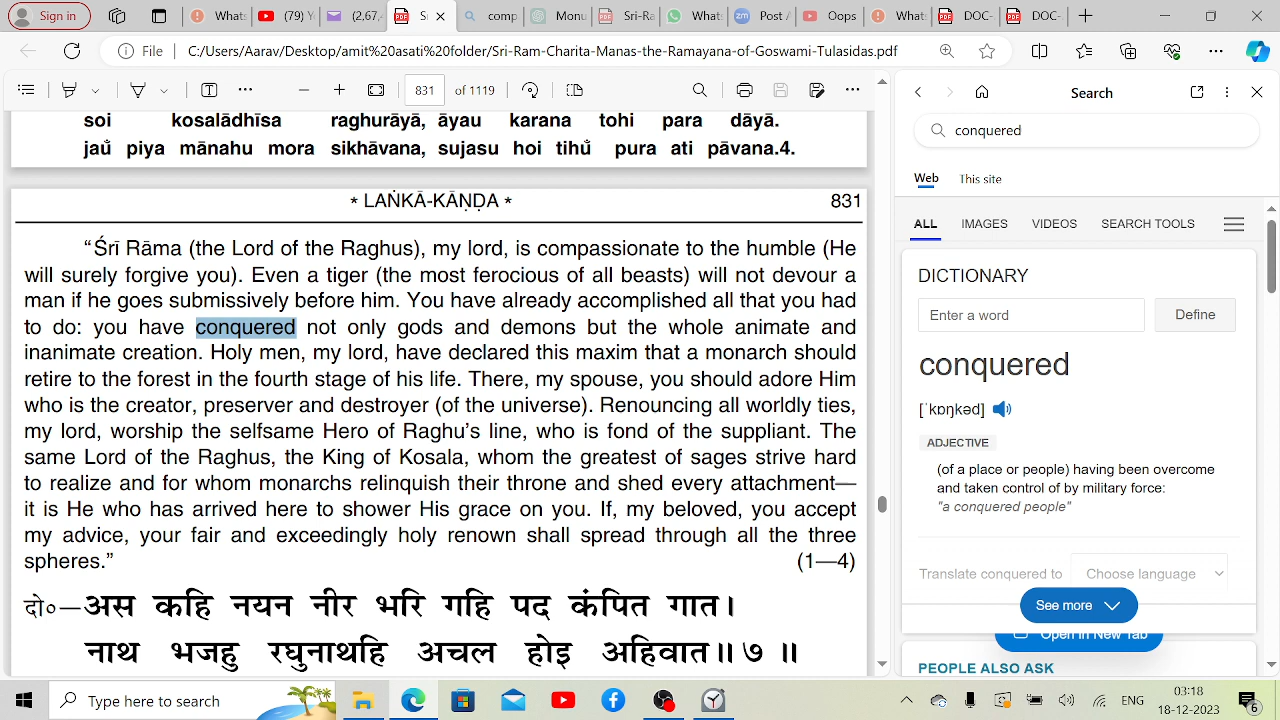 Sign in
Whats
(79) Y
(2,67,
S
comp
Monu
Sri-Ra
Whats
Post /
Oops
Whats
DOC-
DOC-
File
C:/Users/Aarav/Desktop/amit%20asati%20folder/Sri-Ram-Charita-Manas-the-Ramayana-of-Goswami-Tulasidas.pdf
831 of 1119
soi kosalādhīsa raghurāyā, āyau karana tohi para dāyā.
jaů piya mānahu mora sikhāvana, sujasu hoi tihů pura ati pāvana.4.
* LAṄKĀ-KĀṆḌA * 831
“Śrī Rāma (the Lord of the Raghus), my lord, is compassionate to the humble (He
will surely forgive you). Even a tiger (the most ferocious of all beasts) will not devour a
man if he goes submissively before him. You have already accomplished all that you had
to do: you have conquered not only gods and demons but the whole animate and
inanimate creation. Holy men, my lord, have declared this maxim that a monarch should
retire to the forest in the fourth stage of his life. There, my spouse, you should adore Him
who is the creator, preserver and destroyer (of the universe). Renouncing all worldly ties,
my lord, worship the selfsame Hero of Raghu’s line, who is fond of the suppliant. The
same Lord of the Raghus, the King of Kosala, whom the greatest of sages strive hard
to realize and for whom monarchs relinquish their throne and shed every attachment—
it is He who has arrived here to shower His grace on you. If, my beloved, you accept
my advice, your fair and exceedingly holy renown shall spread through all the three
spheres.” (1—4)
दो०—अस कहि नयन नीर भरि गहि पद कंपित गात।
नाथ भजहु रघुनाथहि अचल होइ अहिवात॥ ७ ॥
Search
conquered
Web This site
ALL IMAGES VIDEOS SEARCH TOOLS
DICTIONARY
Enter a word Define
conquered
[ˈkɒŋkəd]
ADJECTIVE
(of a place or people) having been overcome
and taken control of by military force:
"a conquered people"
Translate conquered to Choose language
See more
Open in New Tab
PEOPLE ALSO ASK
Type here to search
ENG
03:18
18-12-2023
6